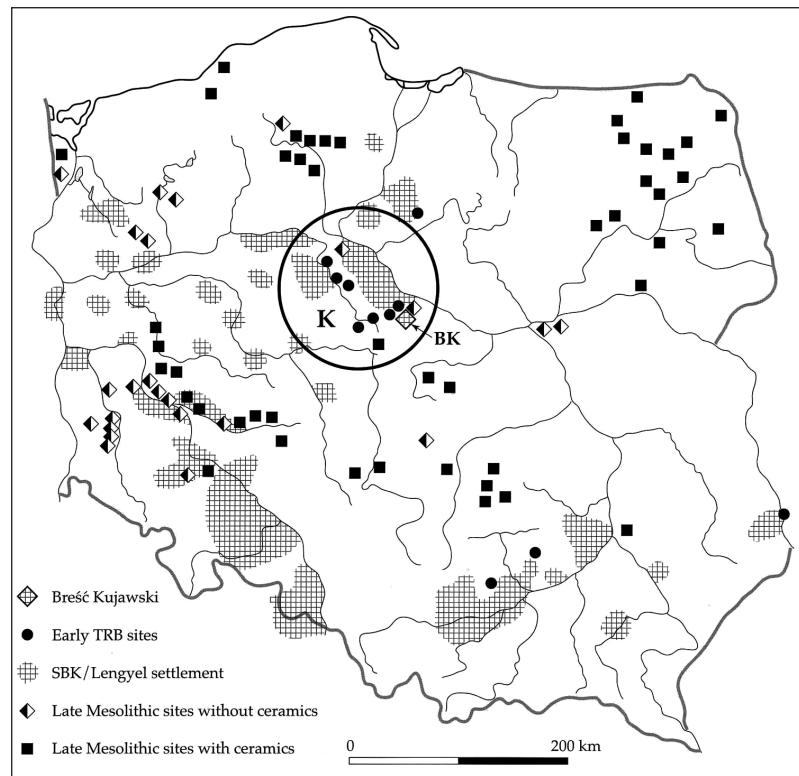 K
BK
Breść Kujawski
Early TRB sites
SBK/Lengyel settlement
Late Mesolithic sites without ceramics
Late Mesolithic sites with ceramics
0 200 km